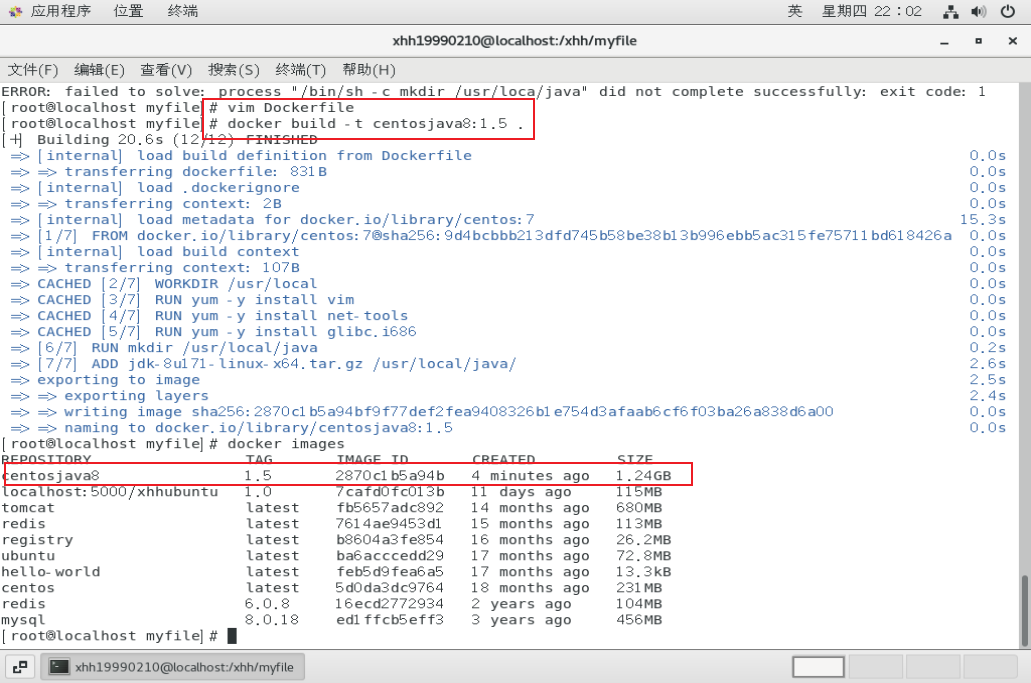 应用程序 位置 终端 英 星期四 22：02
xhh19990210@localhost:/xhh/myfile
文件(F) 编辑(E) 查看(V) 搜索(S) 终端(T) 帮助(H)
ERROR: failed to solve: process "/bin/sh -c mkdir /usr/loca/java" did not complete successfully: exit code: 1
[root@localhost myfile]# vim Dockerfile
[root@localhost myfile]# docker build -t centosjava8:1.5 .
[+] Building 20.6s (12/12) FINISHED
=> [internal] load build definition from Dockerfile 0.0s
=> => transferring dockerfile: 831B 0.0s
=> [internal] load .dockerignore 0.0s
=> => transferring context: 2B 0.0s
=> [internal] load metadata for docker.io/library/centos:7 15.3s
=> [1/7] FROM docker.io/library/centos:7@sha256:9d4bcbbb213dfd745b58be38b13b996ebb5ac315fe75711bd618426a 0.0s
=> [internal] load build context 0.0s
=> => transferring context: 107B 0.0s
=> CACHED [2/7] WORKDIR /usr/local 0.0s
=> CACHED [3/7] RUN yum -y install vim 0.0s
=> CACHED [4/7] RUN yum -y install net-tools 0.0s
=> CACHED [5/7] RUN yum -y install glibc.i686 0.0s
=> [6/7] RUN mkdir /usr/local/java 0.2s
=> [7/7] ADD jdk-8u171-linux-x64.tar.gz /usr/local/java/ 2.6s
=> exporting to image 2.5s
=> => exporting layers 2.4s
=> => writing image sha256:2870c1b5a94bf9f77def2fea9408326b1e754d3afaab6cf6f03ba26a838d6a00 0.0s
=> => naming to docker.io/library/centosjava8:1.5 0.0s
[root@localhost myfile]# docker images
REPOSITORY TAG IMAGE ID CREATED SIZE
centosjava8 1.5 2870c1b5a94b 4 minutes ago 1.24GB
localhost:5000/xhhubuntu 1.0 7cafd0fc013b 11 days ago 115MB
tomcat latest fb5657adc892 14 months ago 680MB
redis latest 7614ae9453d1 15 months ago 113MB
registry latest b8604a3fe854 16 months ago 26.2MB
ubuntu latest ba6acccedd29 17 months ago 72.8MB
hello-world latest feb5d9fea6a5 17 months ago 13.3kB
centos latest 5d0da3dc9764 18 months ago 231MB
redis 6.0.8 16ecd2772934 2 years ago 104MB
mysql 8.0.18 ed1ffcb5eff3 3 years ago 456MB
[root@localhost myfile]#
xhh19990210@localhost:/xhh/myfile